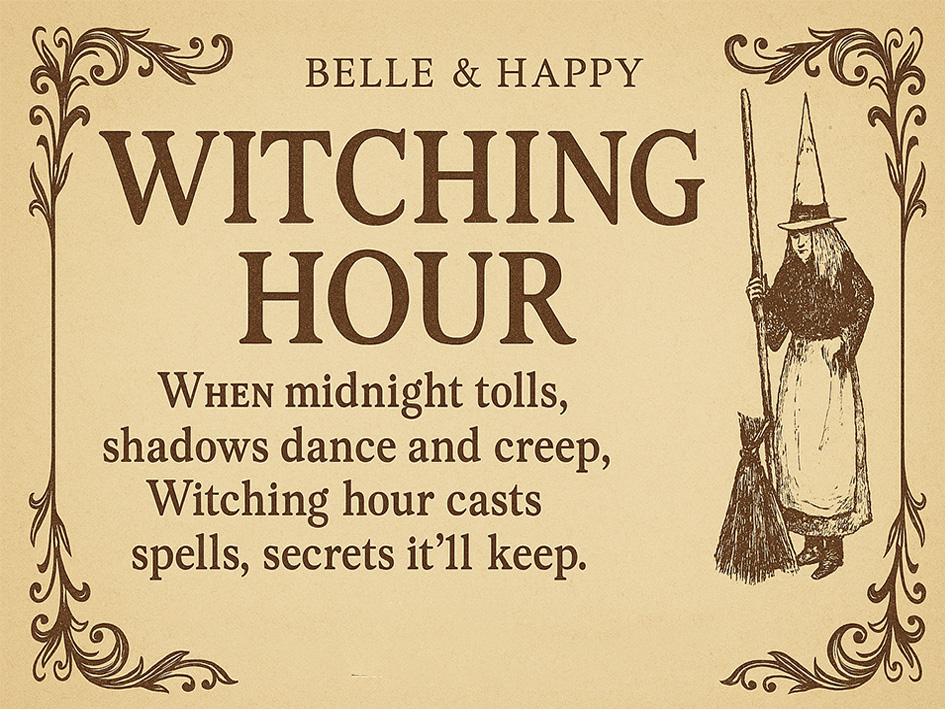 BELLE & HAPPY
WITCHING
HOUR
WHEN midnight tolls,
shadows dance and creep,
Witching hour casts
spells, secrets it’ll keep.